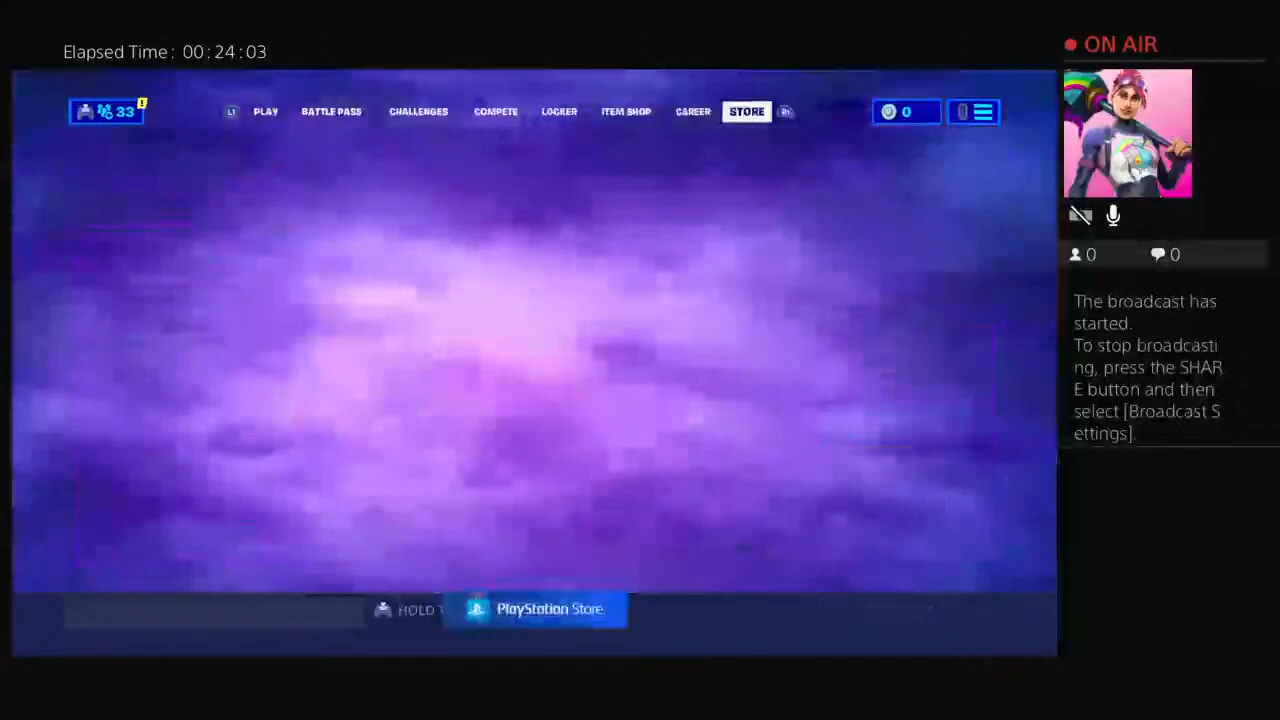 Elapsed Time: 00:24:03
ON AIR
33 !
L1 PLAY BATTLE PASS CHALLENGES COMPETE LOCKER ITEM SHOP CAREER STORE R1
0
0 0
The broadcast has
started.
To stop broadcasti
ng, press the SHAR
E button and then
select [Broadcast S
ettings].
HOLD T
PlayStation Store